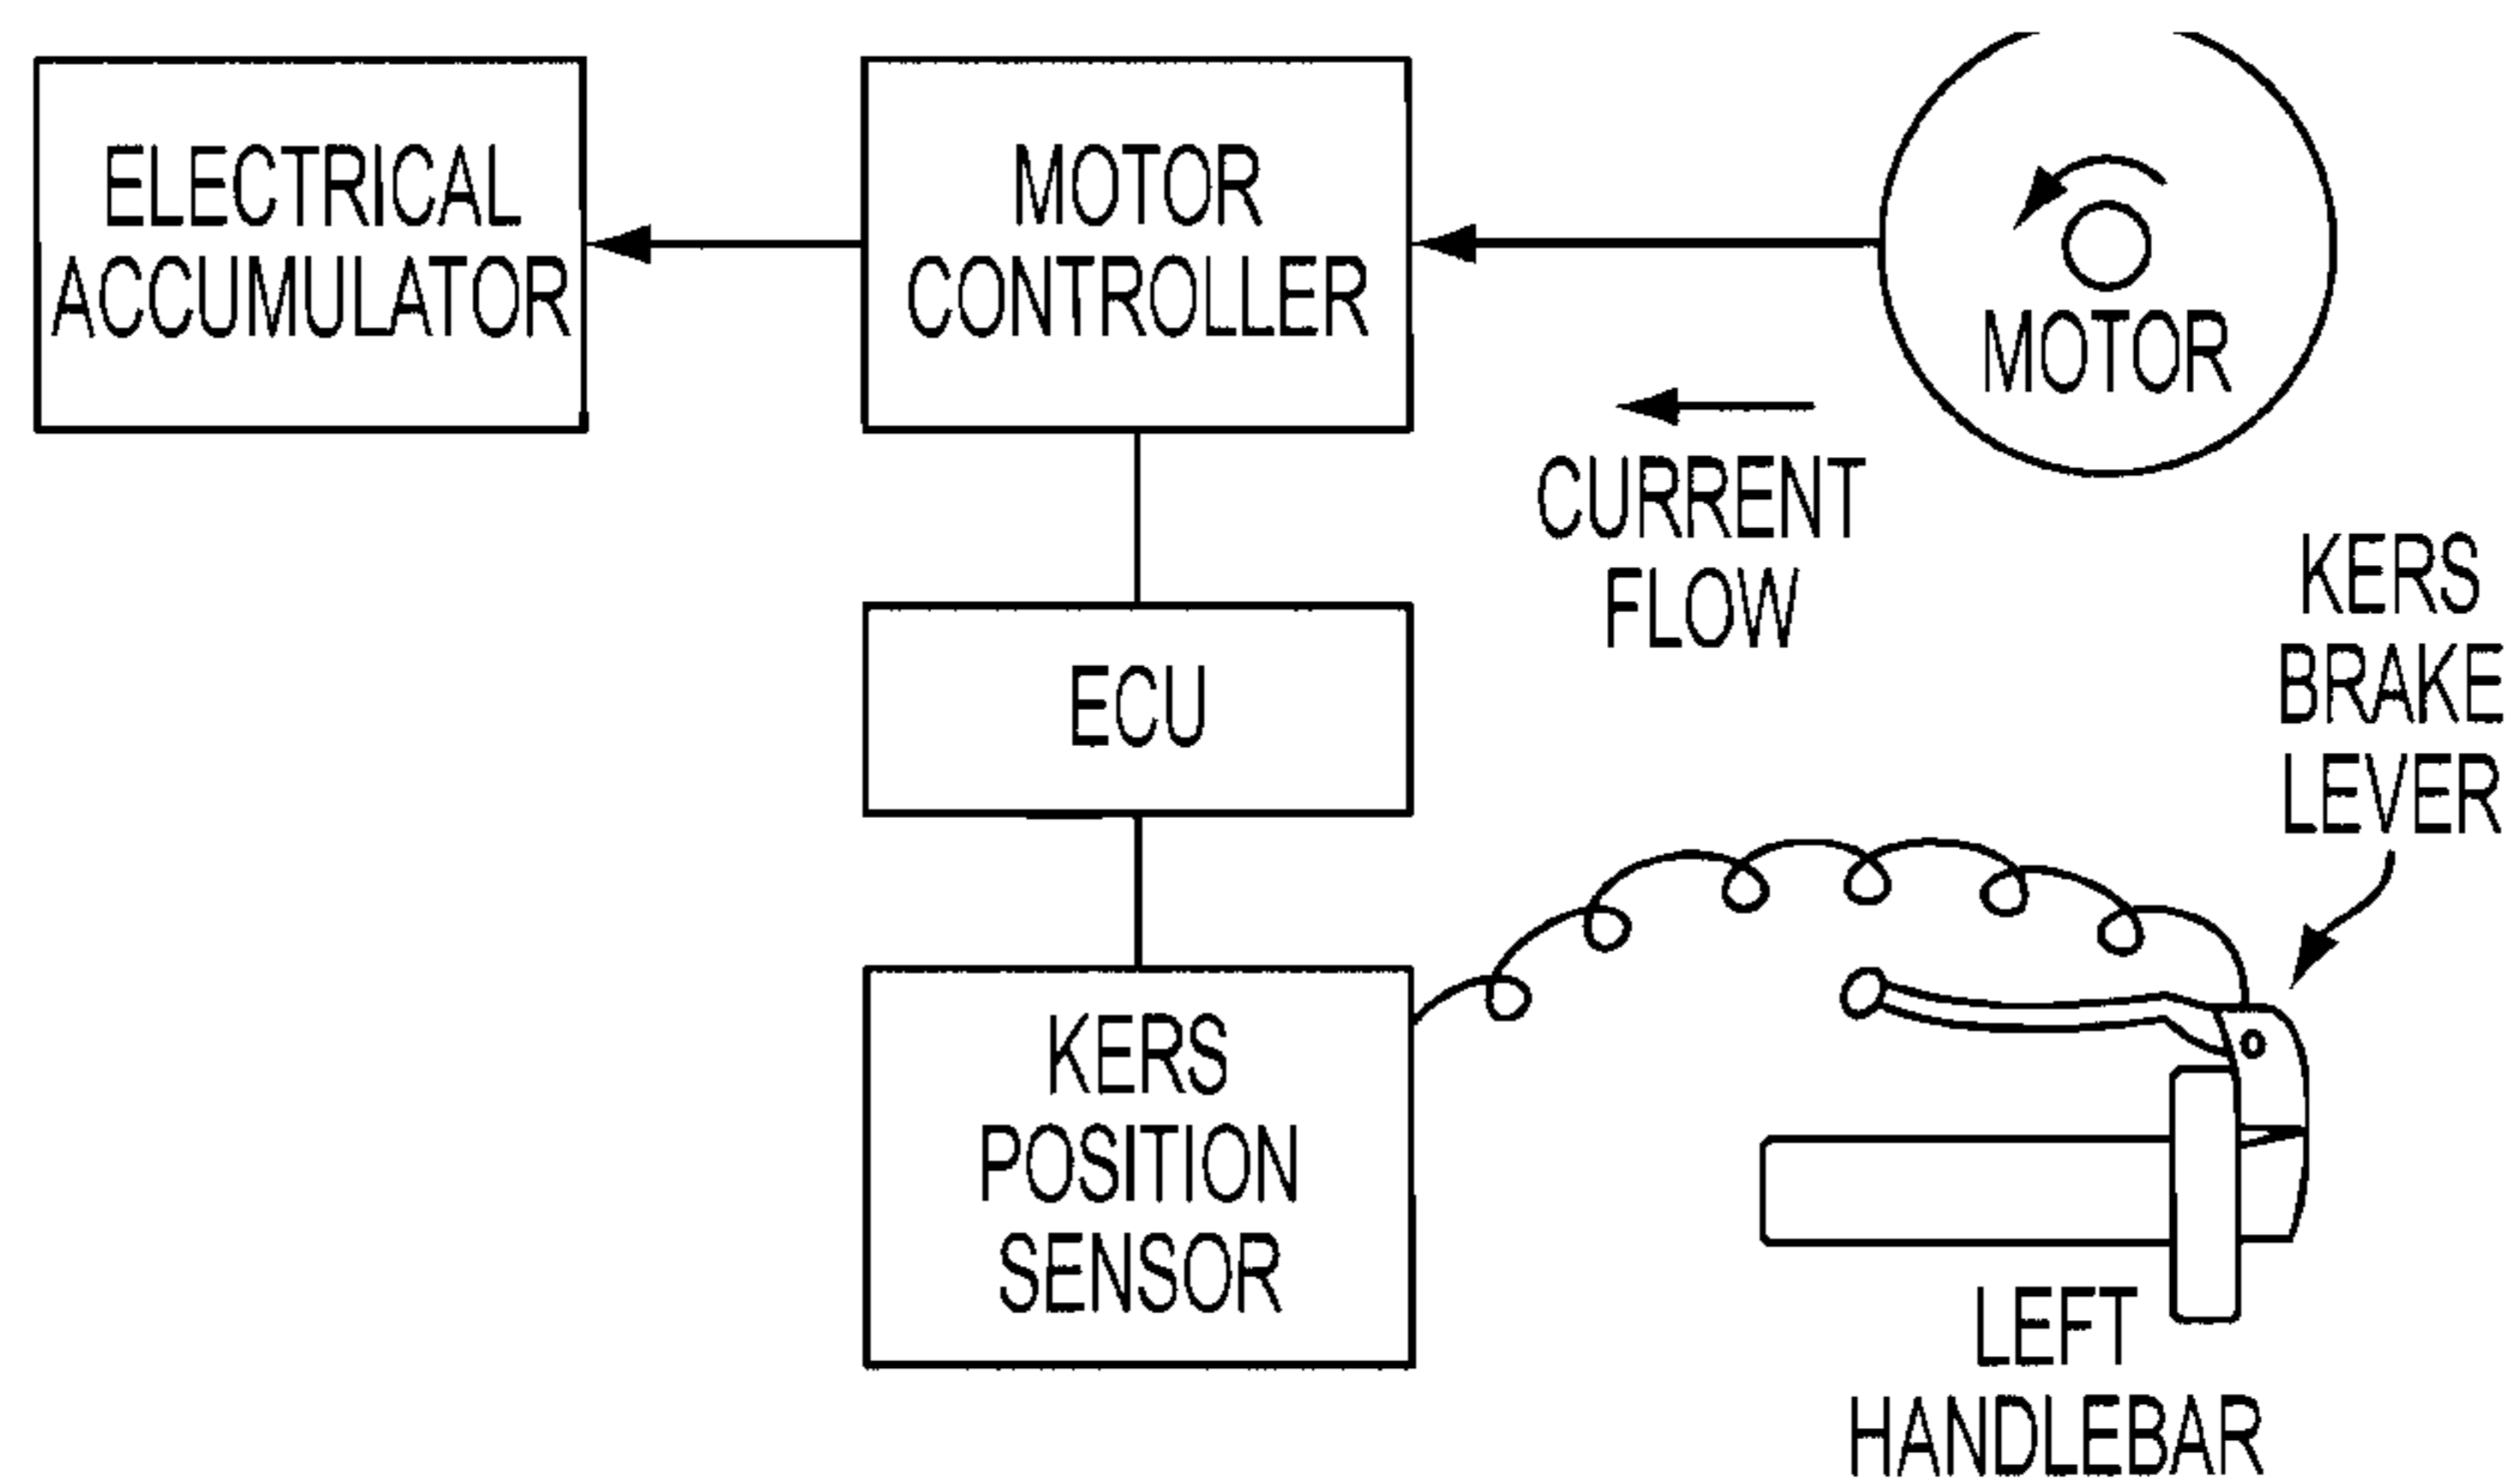 ELECTRICAL
ACCUMULATOR
MOTOR
CONTROLLER
MOTOR
CURRENT
FLOW
KERS
BRAKE
LEVER
ECU
KERS
POSITION
SENSOR
LEFT
HANDLEBAR